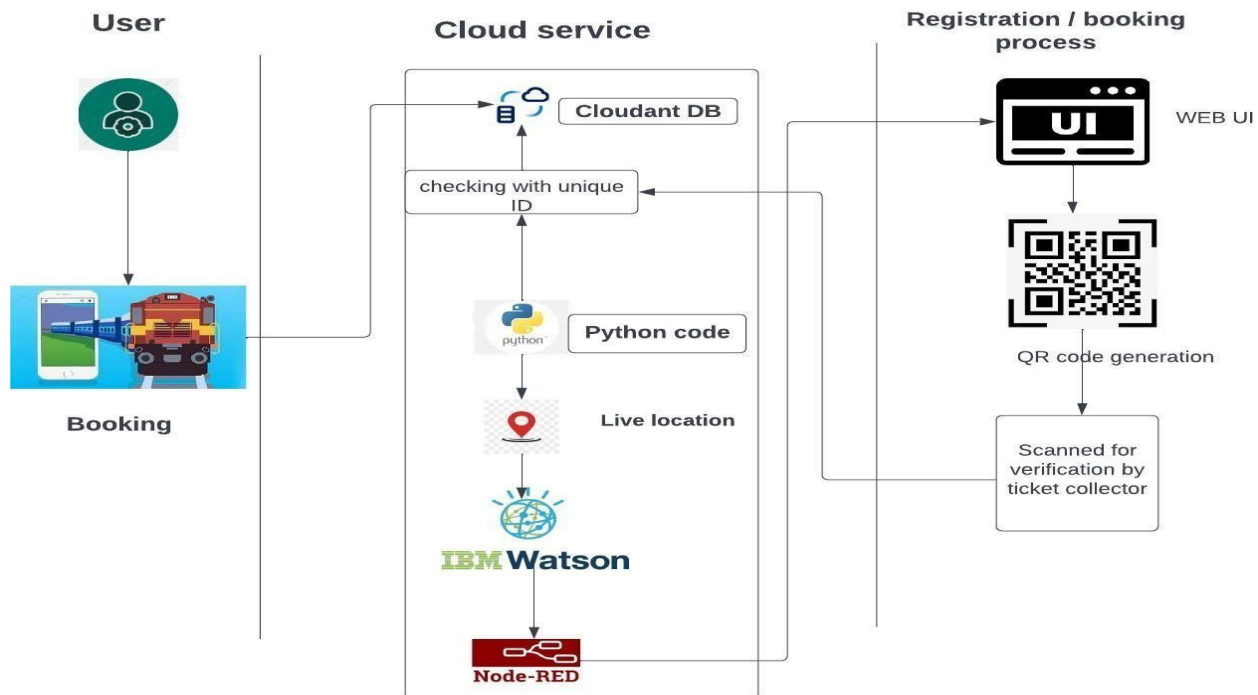 User
Cloud service
Registration / booking
process
Cloudant DB
UI
WEB UI
checking with unique
ID
python
Python code
QR code generation
Booking
Live location
Scanned for
verification by
ticket collector
IBM Watson
Node-RED